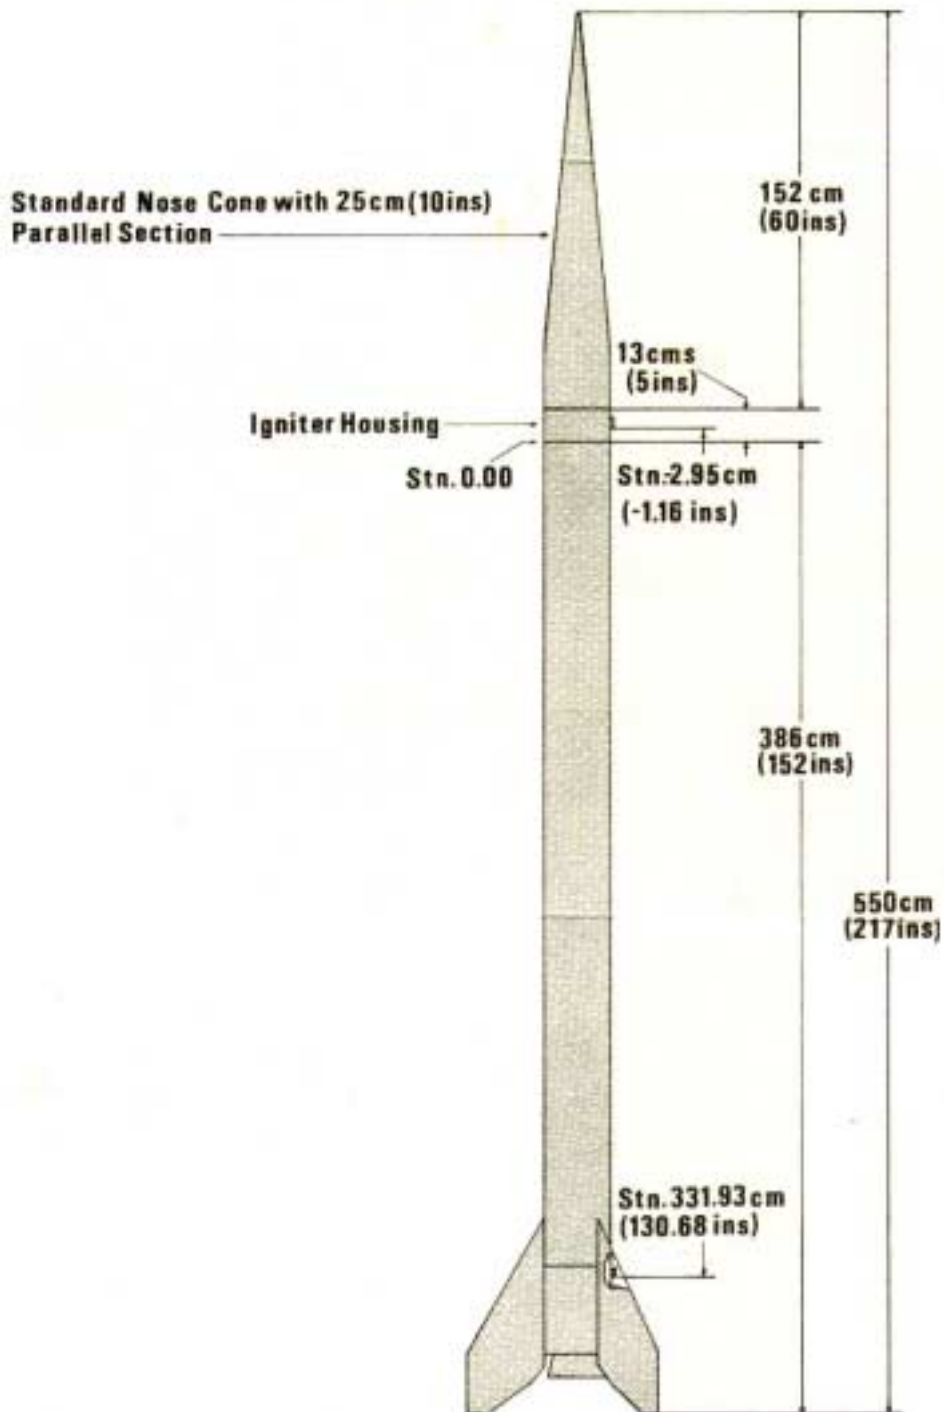 152 cm
(60ins)
Standard Nose Cone with 25cm(10ins)
Parallel Section
13cms
(5ins)
Igniter Housing
Stn. 0.00
Stn.-2.95cm
(-1.16 ins)
386cm
(152ins)
550cm
(217ins)
Stn. 331.93cm
(130.68 ins)